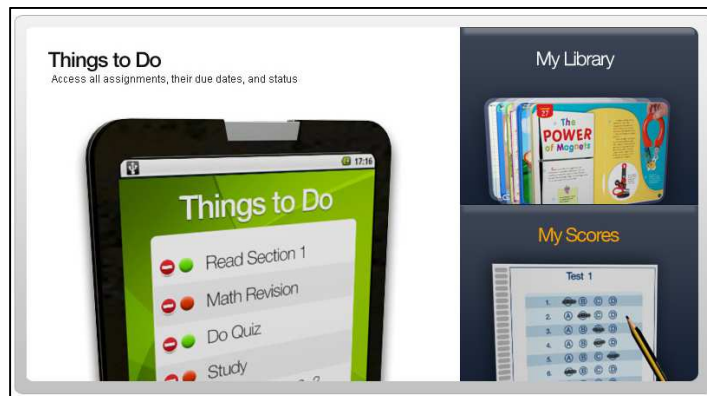 Things to Do
Access all assignments, their due dates, and status
17:16
Things to Do
Read Section 1
Math Revision
Do Quiz
Study
My Library
The
POWER
of Magnets
My Scores
Test 1
1. B C D
2. A C D
3. A B D
4. A B D
5. A B C
6. B C D